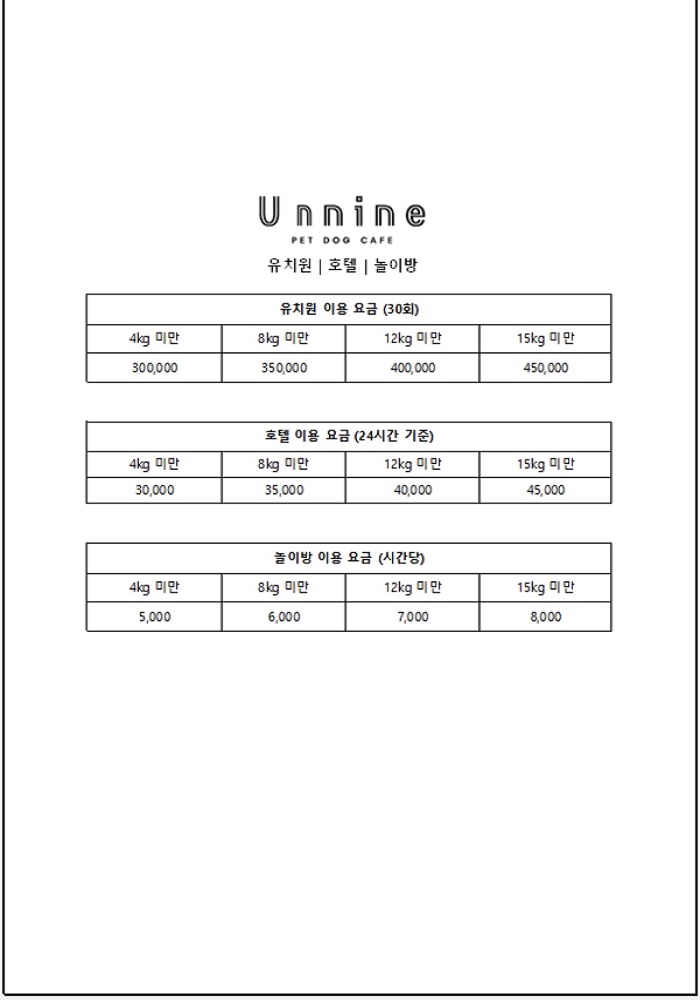 Unnine
PET DOG CAFE
유치원 | 호텔 | 놀이방
유치원 이용 요금 (30회)
4kg 미만 8kg 미만 12kg 미만 15kg 미만
300,000 350,000 400,000 450,000
호텔 이용 요금 (24시간 기준)
4kg 미만 8kg 미만 12kg 미만 15kg 미만
30,000 35,000 40,000 45,000
놀이방 이용 요금 (시간당)
4kg 미만 8kg 미만 12kg 미만 15kg 미만
5,000 6,000 7,000 8,000